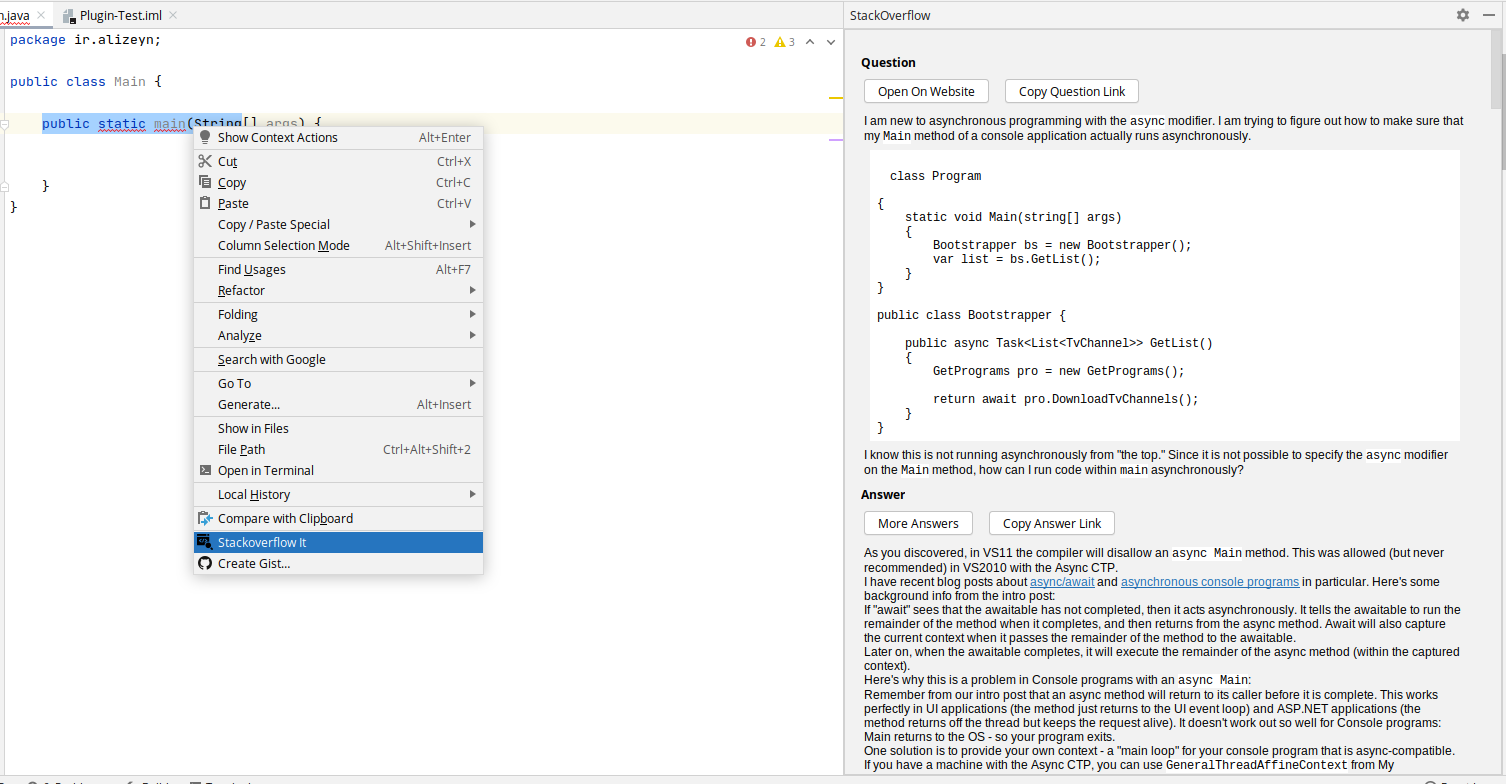 n.java
Plugin-Test.iml
StackOverflow
package ir.alizeyn;
2
3
public class Main {
public static main(String[] args) {
}
}
Show Context Actions Alt+Enter
Cut Ctrl+X
Copy Ctrl+C
Paste Ctrl+V
Copy / Paste Special
Column Selection Mode Alt+Shift+Insert
Find Usages Alt+F7
Refactor
Folding
Analyze
Search with Google
Go To
Generate... Alt+Insert
Show in Files
File Path Ctrl+Alt+Shift+2
Open in Terminal
Local History
Compare with Clipboard
Stackoverflow It
Create Gist...
Question
Open On Website
Copy Question Link
I am new to asynchronous programming with the async modifier. I am trying to figure out how to make sure that
my Main method of a console application actually runs asynchronously.
class Program
{
static void Main(string[] args)
{
Bootstrapper bs = new Bootstrapper();
var list = bs.GetList();
}
}
public class Bootstrapper {
public async Task<List<TvChannel>> GetList()
{
GetPrograms pro = new GetPrograms();
return await pro.DownloadTvChannels();
}
}
I know this is not running asynchronously from "the top." Since it is not possible to specify the async modifier
on the Main method, how can I run code within main asynchronously?
Answer
More Answers
Copy Answer Link
As you discovered, in VS11 the compiler will disallow an async Main method. This was allowed (but never
recommended) in VS2010 with the Async CTP.
I have recent blog posts about async/await and asynchronous console programs in particular. Here's some
background info from the intro post:
If "await" sees that the awaitable has not completed, then it acts asynchronously. It tells the awaitable to run the
remainder of the method when it completes, and then returns from the async method. Await will also capture
the current context when it passes the remainder of the method to the awaitable.
Later on, when the awaitable completes, it will execute the remainder of the async method (within the captured
context).
Here's why this is a problem in Console programs with an async Main:
Remember from our intro post that an async method will return to its caller before it is complete. This works
perfectly in UI applications (the method just returns to the UI event loop) and ASP.NET applications (the
method returns off the thread but keeps the request alive). It doesn't work out so well for Console programs:
Main returns to the OS - so your program exits.
One solution is to provide your own context - a "main loop" for your console program that is async-compatible.
If you have a machine with the Async CTP, you can use GeneralThreadAffineContext from My